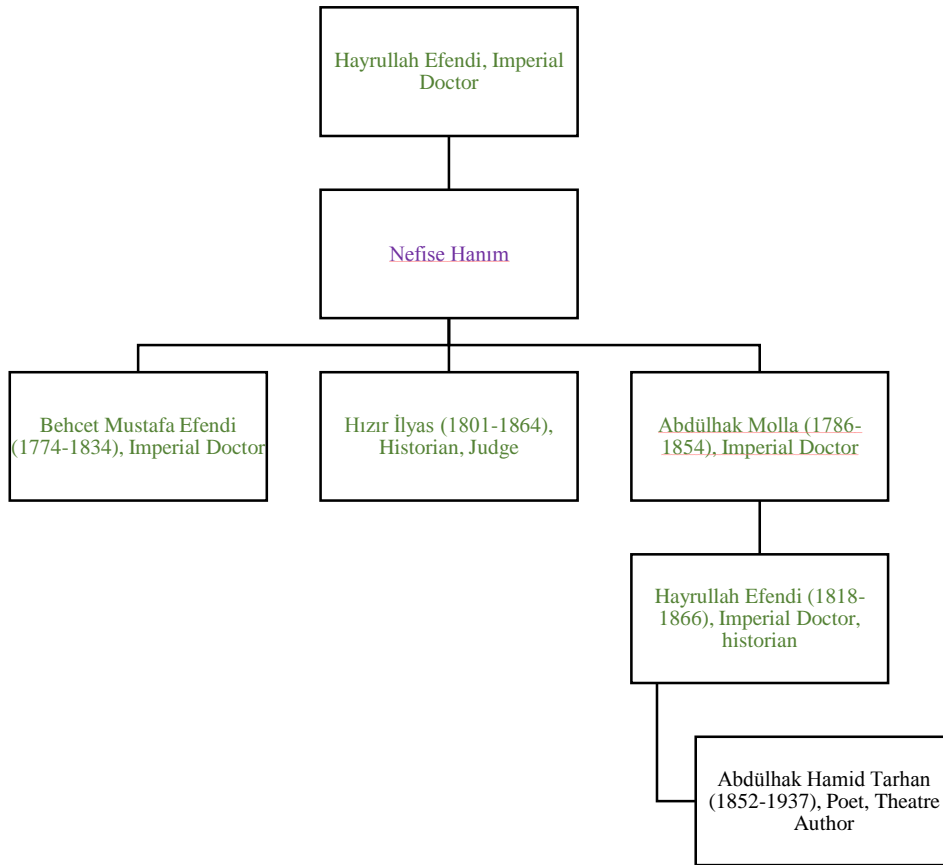 Hayrullah Efendi, Imperial
Doctor
Nefise Hanım
Behcet Mustafa Efendi
(1774-1834), Imperial Doctor
Hızır İlyas (1801-1864),
Historian, Judge
Abdülhak Molla (1786-
1854), Imperial Doctor
Hayrullah Efendi (1818-
1866), Imperial Doctor,
historian
Abdülhak Hamid Tarhan
(1852-1937), Poet, Theatre
Author